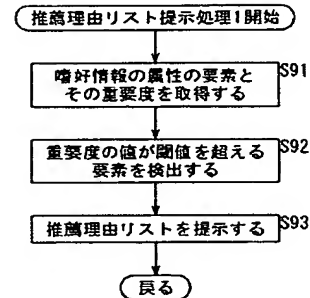 推薦理由リスト提示処理1開始
S91
嗜好情報の属性の要素と
その重要度を取得する
S92
重要度の値が閾値を超える
要素を検出する
S93
推薦理由リストを提示する
戻る